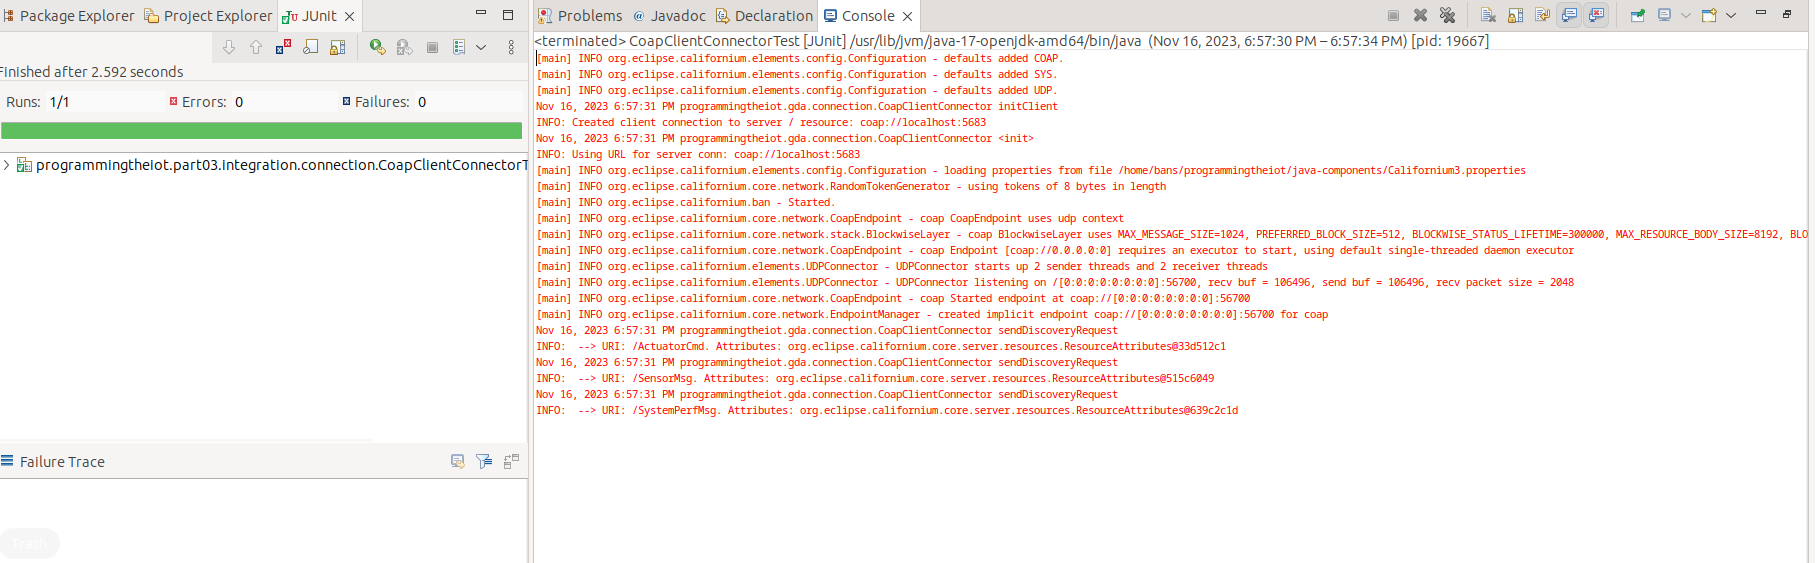 Package Explorer Project Explorer JUnit
Finished after 2.592 seconds
Runs: 1/1 Errors: 0 Failures: 0
programmingtheiot.part03.integration.connection.CoapClientConnectorT
Failure Trace
Trash
Problems Javadoc Declaration Console
<terminated> CoapClientConnectorTest [JUnit] /usr/lib/jvm/java-17-openjdk-amd64/bin/java (Nov 16, 2023, 6:57:30 PM – 6:57:34 PM) [pid: 19667]
[main] INFO org.eclipse.californium.elements.config.Configuration - defaults added COAP.
[main] INFO org.eclipse.californium.elements.config.Configuration - defaults added SYS.
[main] INFO org.eclipse.californium.elements.config.Configuration - defaults added UDP.
Nov 16, 2023 6:57:31 PM programmingtheiot.gda.connection.CoapClientConnector initClient
INFO: Created client connection to server / resource: coap://localhost:5683
Nov 16, 2023 6:57:31 PM programmingtheiot.gda.connection.CoapClientConnector <init>
INFO: Using URL for server conn: coap://localhost:5683
[main] INFO org.eclipse.californium.elements.config.Configuration - loading properties from file /home/bans/programmingtheiot/java-components/Californium3.properties
[main] INFO org.eclipse.californium.core.network.RandomTokenGenerator - using tokens of 8 bytes in length
[main] INFO org.eclipse.californium.ban - Started.
[main] INFO org.eclipse.californium.core.network.CoapEndpoint - coap CoapEndpoint uses udp context
[main] INFO org.eclipse.californium.core.network.stack.BlockwiseLayer - coap BlockwiseLayer uses MAX_MESSAGE_SIZE=1024, PREFERRED_BLOCK_SIZE=512, BLOCKWISE_STATUS_LIFETIME=300000, MAX_RESOURCE_BODY_SIZE=8192, BLO
[main] INFO org.eclipse.californium.core.network.CoapEndpoint - coap Endpoint [coap://0.0.0.0:0] requires an executor to start, using default single-threaded daemon executor
[main] INFO org.eclipse.californium.elements.UDPConnector - UDPConnector starts up 2 sender threads and 2 receiver threads
[main] INFO org.eclipse.californium.elements.UDPConnector - UDPConnector listening on /[0:0:0:0:0:0:0:0]:56700, recv buf = 106496, send buf = 106496, recv packet size = 2048
[main] INFO org.eclipse.californium.core.network.CoapEndpoint - coap Started endpoint at coap://[0:0:0:0:0:0:0:0]:56700
[main] INFO org.eclipse.californium.core.network.EndpointManager - created implicit endpoint coap://[0:0:0:0:0:0:0:0]:56700 for coap
Nov 16, 2023 6:57:31 PM programmingtheiot.gda.connection.CoapClientConnector sendDiscoveryRequest
INFO:  --> URI: /ActuatorCmd. Attributes: org.eclipse.californium.core.server.resources.ResourceAttributes@33d512c1
Nov 16, 2023 6:57:31 PM programmingtheiot.gda.connection.CoapClientConnector sendDiscoveryRequest
INFO:  --> URI: /SensorMsg. Attributes: org.eclipse.californium.core.server.resources.ResourceAttributes@515c6049
Nov 16, 2023 6:57:31 PM programmingtheiot.gda.connection.CoapClientConnector sendDiscoveryRequest
INFO:  --> URI: /SystemPerfMsg. Attributes: org.eclipse.californium.core.server.resources.ResourceAttributes@639c2c1d